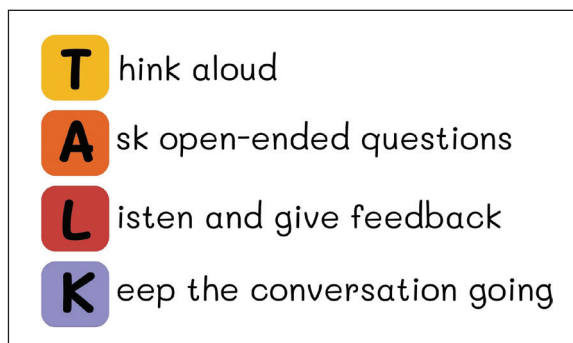 Think aloud
Ask open-ended questions
Listen and give feedback
Keep the conversation going